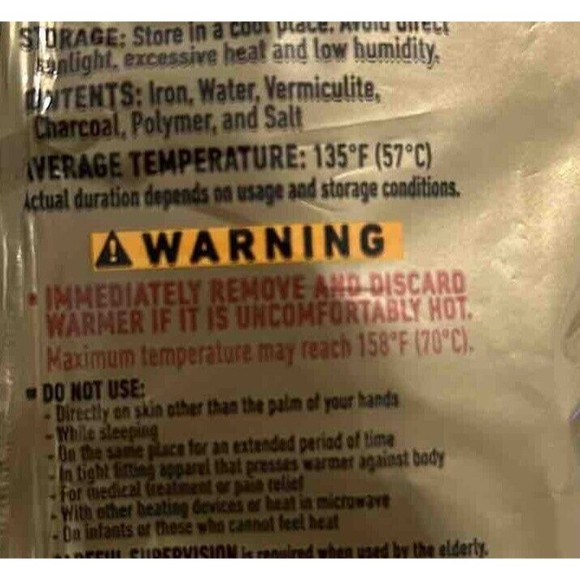 STORAGE: Store in a cool place. Avoid direct
sunlight, excessive heat and low humidity.
CONTENTS: Iron, Water, Vermiculite,
Charcoal, Polymer, and Salt
AVERAGE TEMPERATURE: 135°F (57°C)
Actual duration depends on usage and storage conditions.
WARNING
• IMMEDIATELY REMOVE AND DISCARD
WARMER IF IT IS UNCOMFORTABLY HOT.
Maximum temperature may reach 158°F (70°C).
• DO NOT USE:
- Directly on skin other than the palm of your hands
- While sleeping
- On the same place for an extended period of time
- In tight fitting apparel that presses warmer against body
- For medical treatment or pain relief
- With other heating devices or heat in microwave
- On infants or those who cannot feel heat
CAREFUL SUPERVISION is required when used by the elderly,